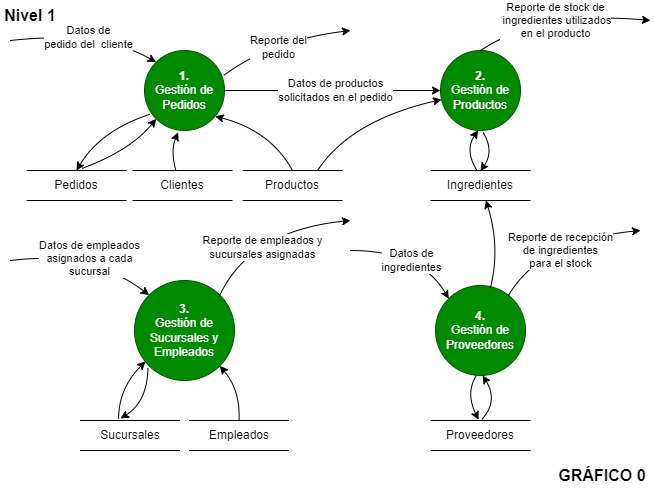 Nivel 1
Datos de
pedido del cliente
Reporte del
pedido
Reporte de stock de
ingredientes utilizados
en el producto
1.
Gestión de
Pedidos
Datos de productos
solicitados en el pedido
2.
Gestión de
Productos
Pedidos
Clientes
Productos
Ingredientes
Datos de empleados
asignados a cada
sucursal
Reporte de empleados y
sucursales asignadas
Datos de
ingredientes
Reporte de recepción
de ingredientes
para el stock
3.
Gestión de
Sucursales y
Empleados
4.
Gestión de
Proveedores
Sucursales
Empleados
Proveedores
GRÁFICO 0